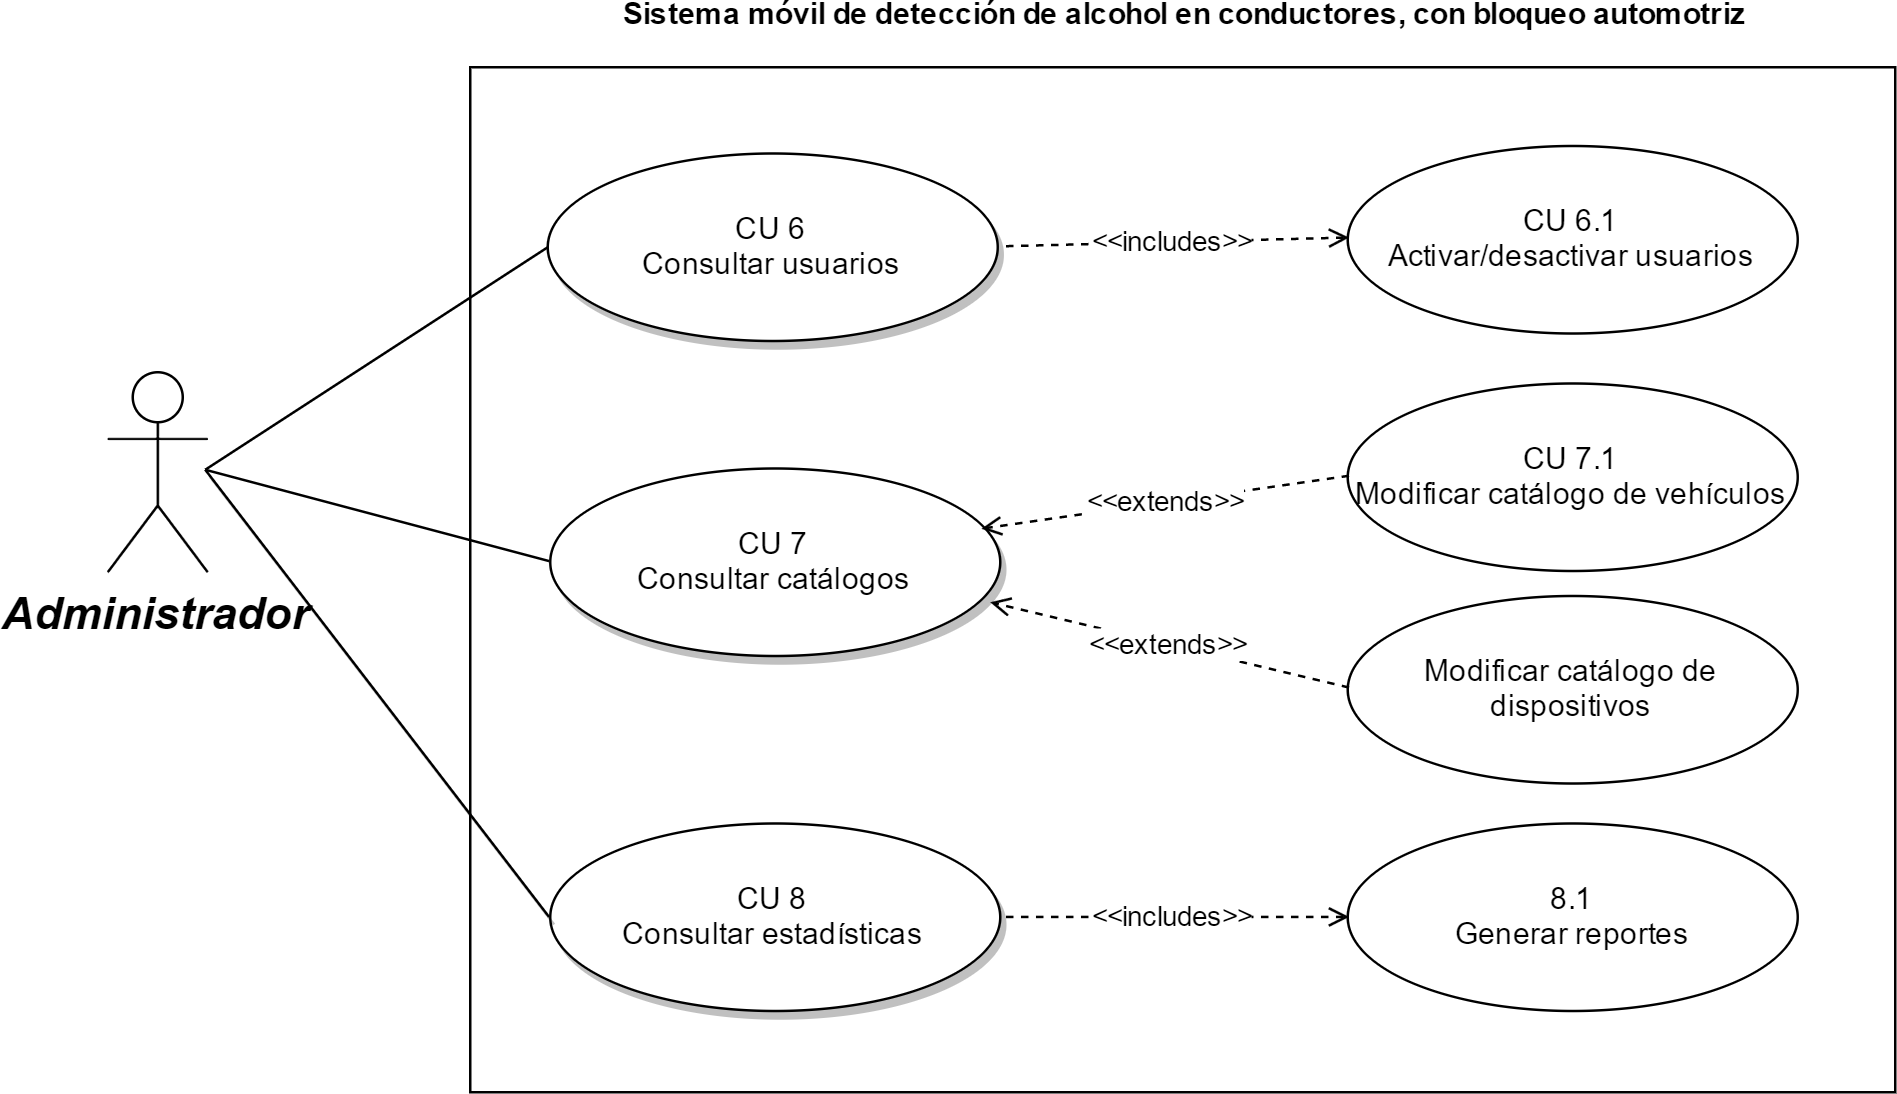 Sistema móvil de detección de alcohol en conductores, con bloqueo automotriz
CU 6
Consultar usuarios
<<includes>>
CU 6.1
Activar/desactivar usuarios
Administrador
CU 7
Consultar catálogos
<<extends>>
CU 7.1
Modificar catálogo de vehículos
<<extends>>
Modificar catálogo de
dispositivos
CU 8
Consultar estadísticas
<<includes>>
8.1
Generar reportes